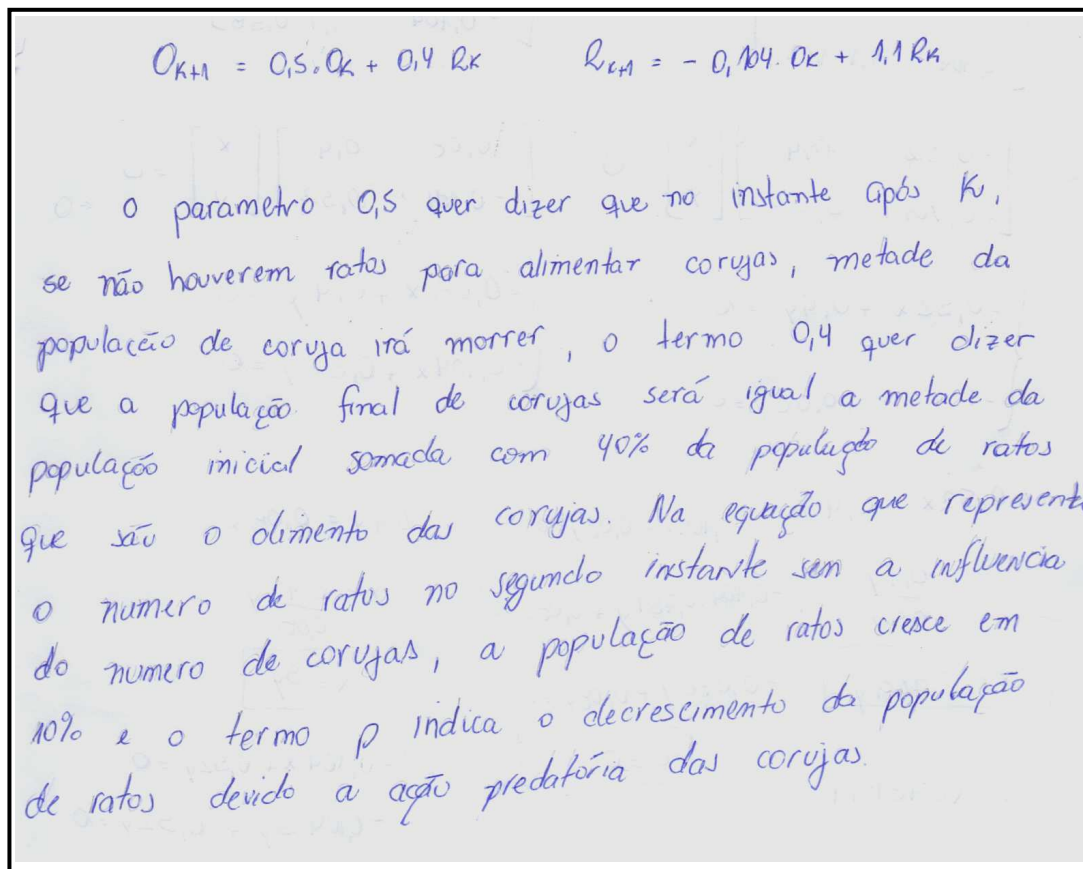 O_{K+1} = 0,5.O_K + 0,4 R_K R_{K+1} = - 0,104. O_K + 1,1 R_K
O parametro 0,5 quer dizer que no instante após K,
se não houverem ratos para alimentar corujas, metade da
população de coruja irá morrer, o termo 0,4 quer dizer
que a população final de corujas será igual a metade da
população inicial somada com 40% da população de ratos
que são o alimento das corujas. Na equação que represent
o numero de ratos no segundo instante sem a influencia
do numero de corujas, a população de ratos cresce em
10% e o termo p indica o decrescimento da população
de ratos devido a ação predatória das corujas.